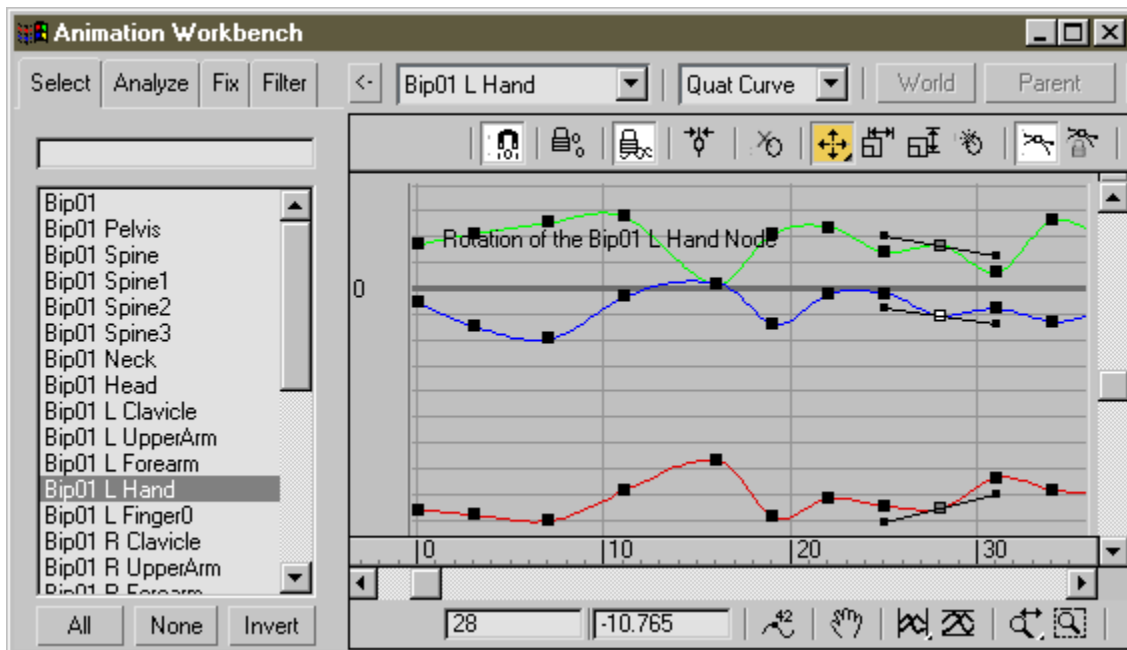 Animation Workbench
Select Analyze Fix Filter
<- Bip01 L Hand Quat Curve World Parent
Bip01
Bip01 Pelvis
Bip01 Spine
Bip01 Spine1
Bip01 Spine2
Bip01 Spine3
Bip01 Neck
Bip01 Head
Bip01 L Clavicle
Bip01 L UpperArm
Bip01 L Forearm
Bip01 L Hand
Bip01 L Finger0
Bip01 R Clavicle
Bip01 R UpperArm
Bip01 R Forearm
All None Invert
Rotation of the Bip01 L Hand Node
0
0 10 20 30
28 -10.765 42